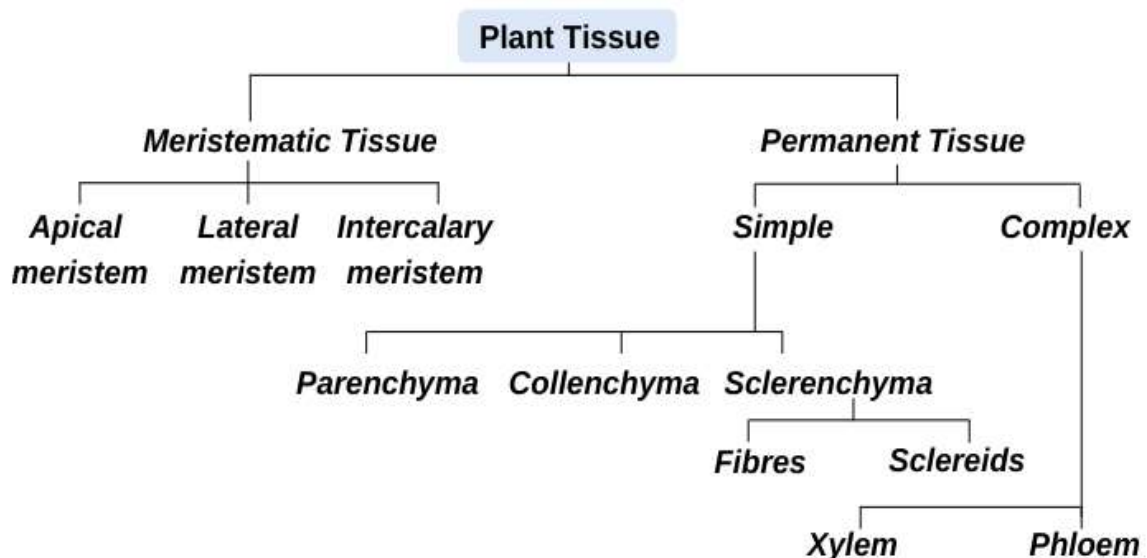 Plant Tissue
Meristematic Tissue Permanent Tissue
Apical Lateral Intercalary Simple Complex
meristem meristem meristem
Parenchyma Collenchyma Sclerenchyma
Fibres Sclereids
Xylem Phloem